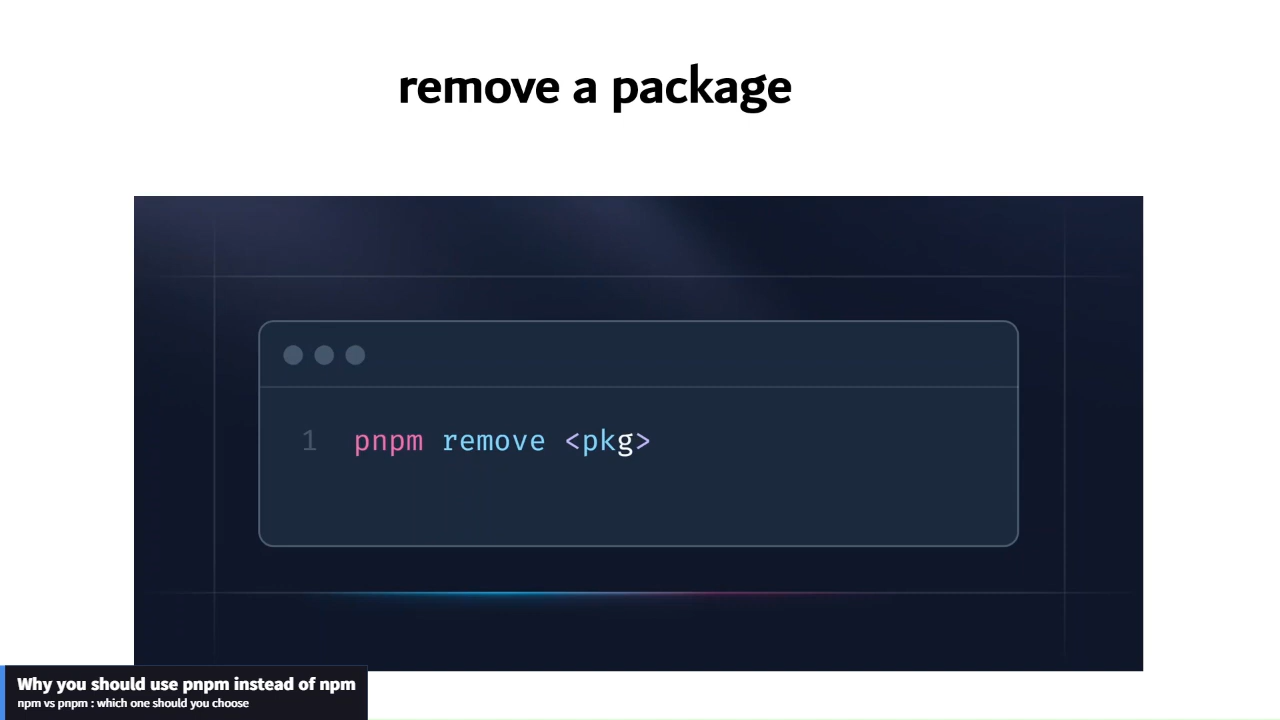 remove a package
1 pnpm remove <pkg>
Why you should use pnpm instead of npm
npm vs pnpm : which one should you choose